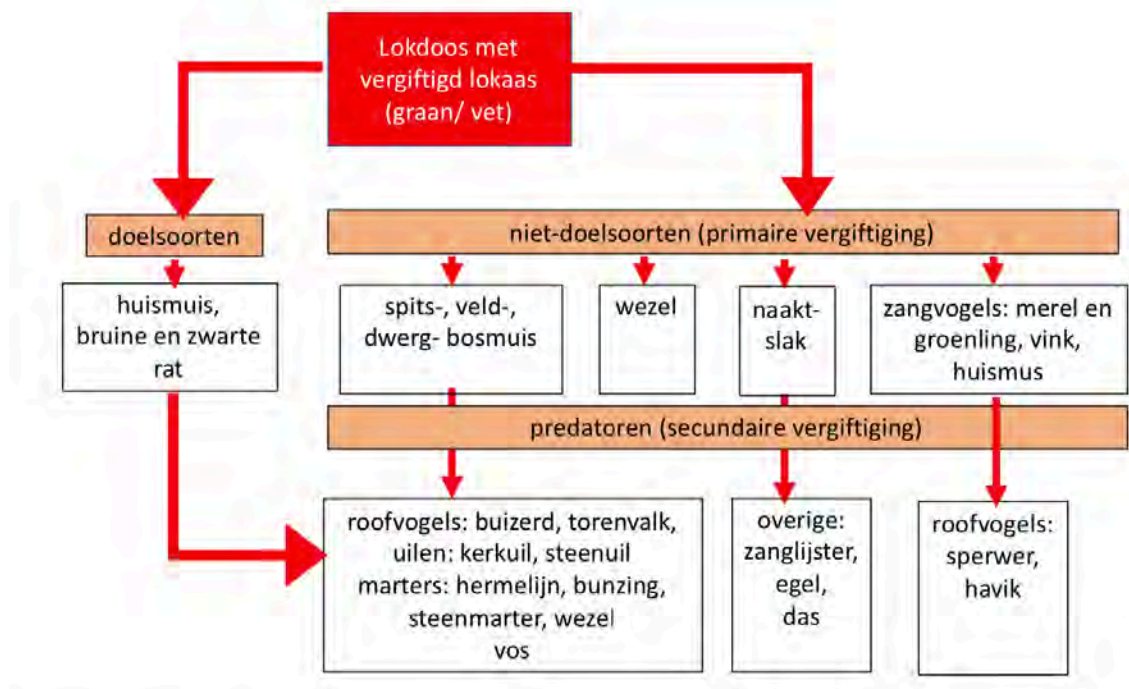 Lokdoos met
vergiftigd lokaas
(graan/ vet)
doelsoorten
niet-doelsoorten (primaire vergiftiging)
huismuis,
bruine en zwarte
rat
spits-, veld-,
dwerg- bosmuis
wezel
naakt-
slak
zangvogels: merel en
groenling, vink,
huismus
predatoren (secundaire vergiftiging)
roofvogels: buizerd, torenvalk,
uilen: kerkuil, steenuil
marters: hermelijn, bunzing,
steenmarter, wezel
vos
overige:
zanglijster,
egel,
das
roofvogels:
sperwer,
havik